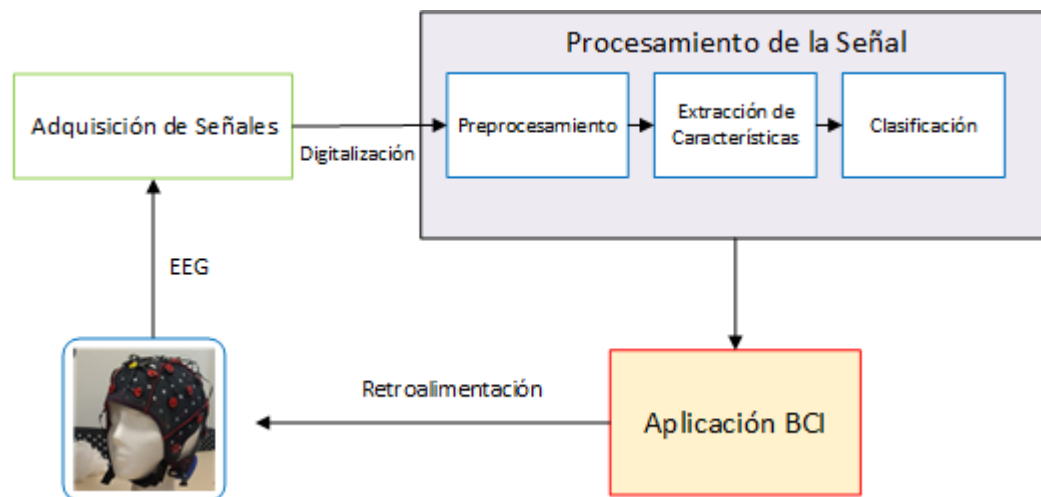 Procesamiento de la Señal
Adquisición de Señales
Digitalización
Preprocesamiento
Extracción de
Características
Clasificación
EEG
Retroalimentación
Aplicación BCI